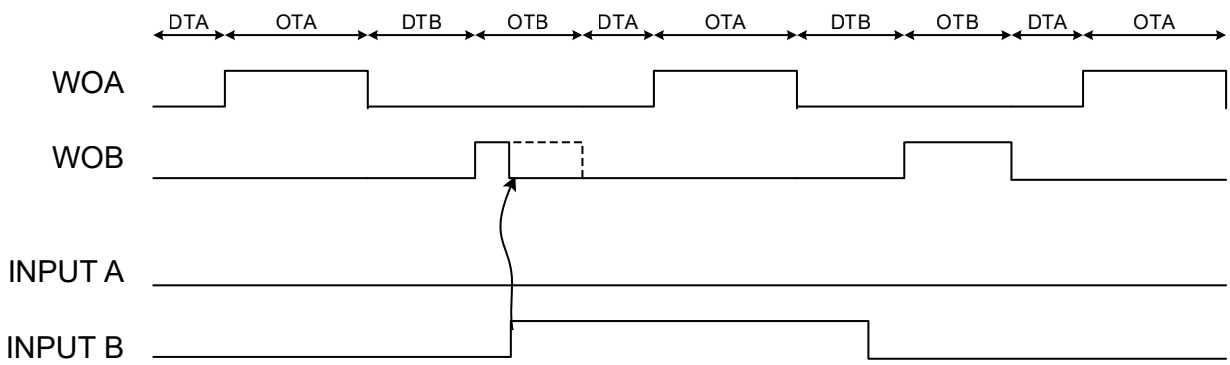 DTA OTA DTB OTB DTA OTA DTB OTB DTA OTA
WOA
WOB
INPUT A
INPUT B